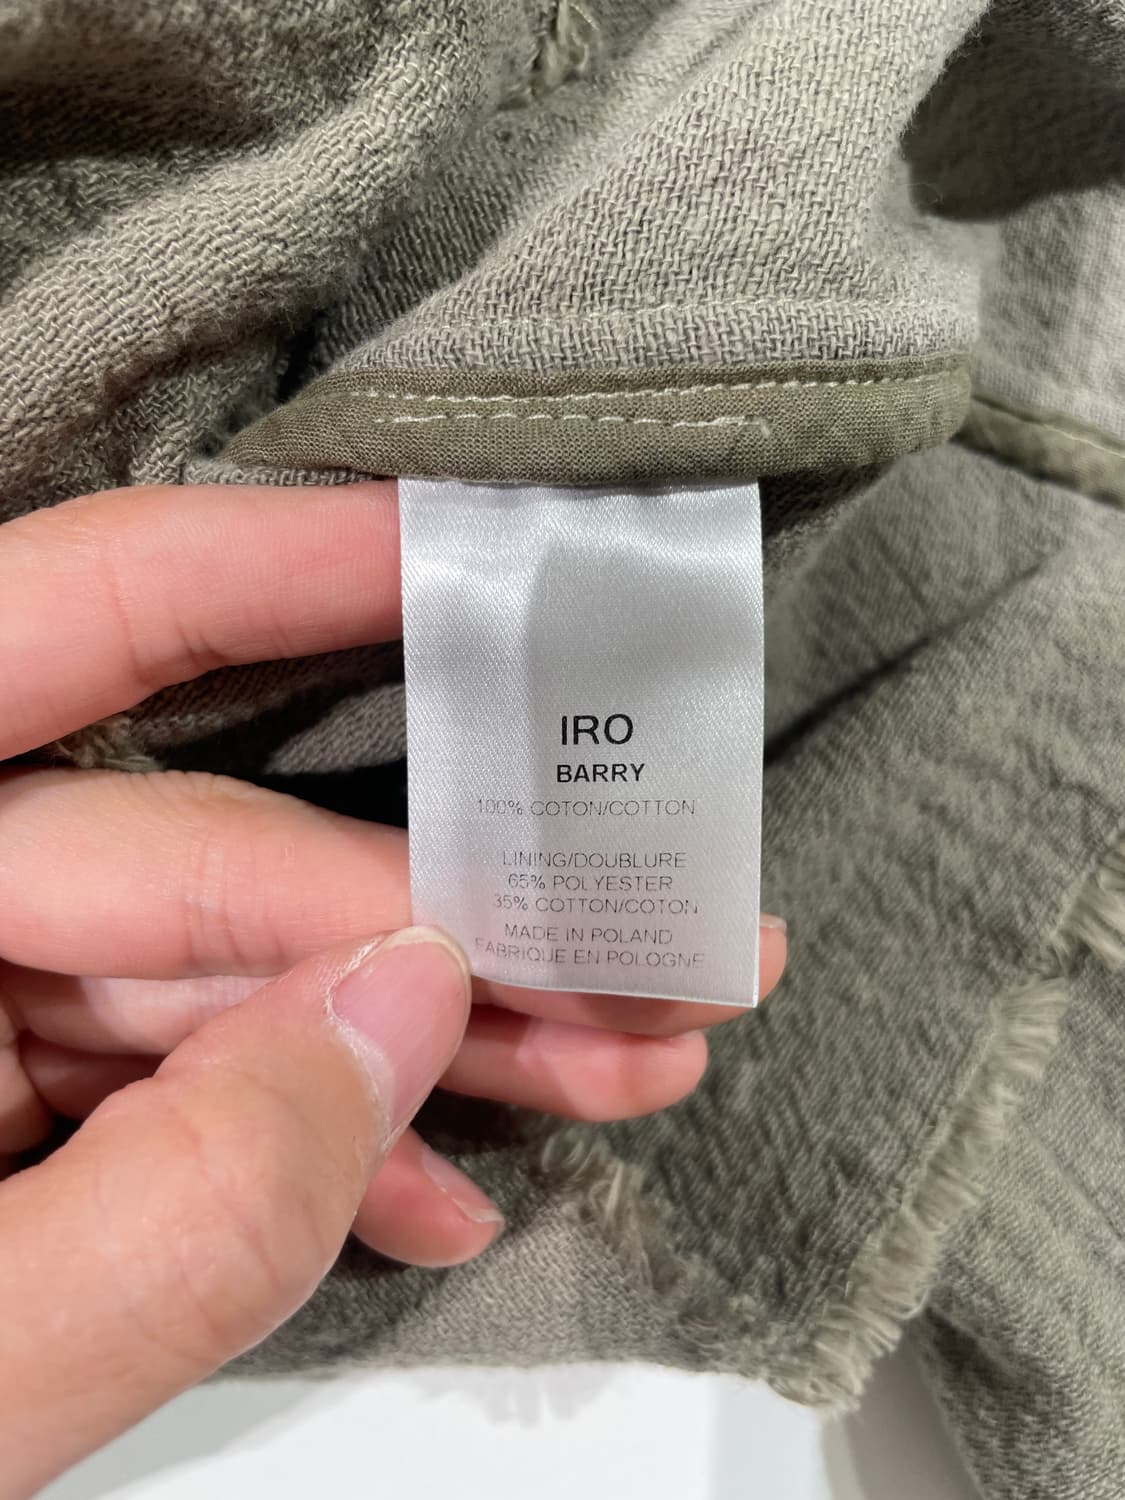 IRO
BARRY
100% COTON/COTTON
LINING/DOUBLURE
65% POLYESTER
35% COTTON/COTON
MADE IN POLAND
FABRIQUE EN POLOGNE